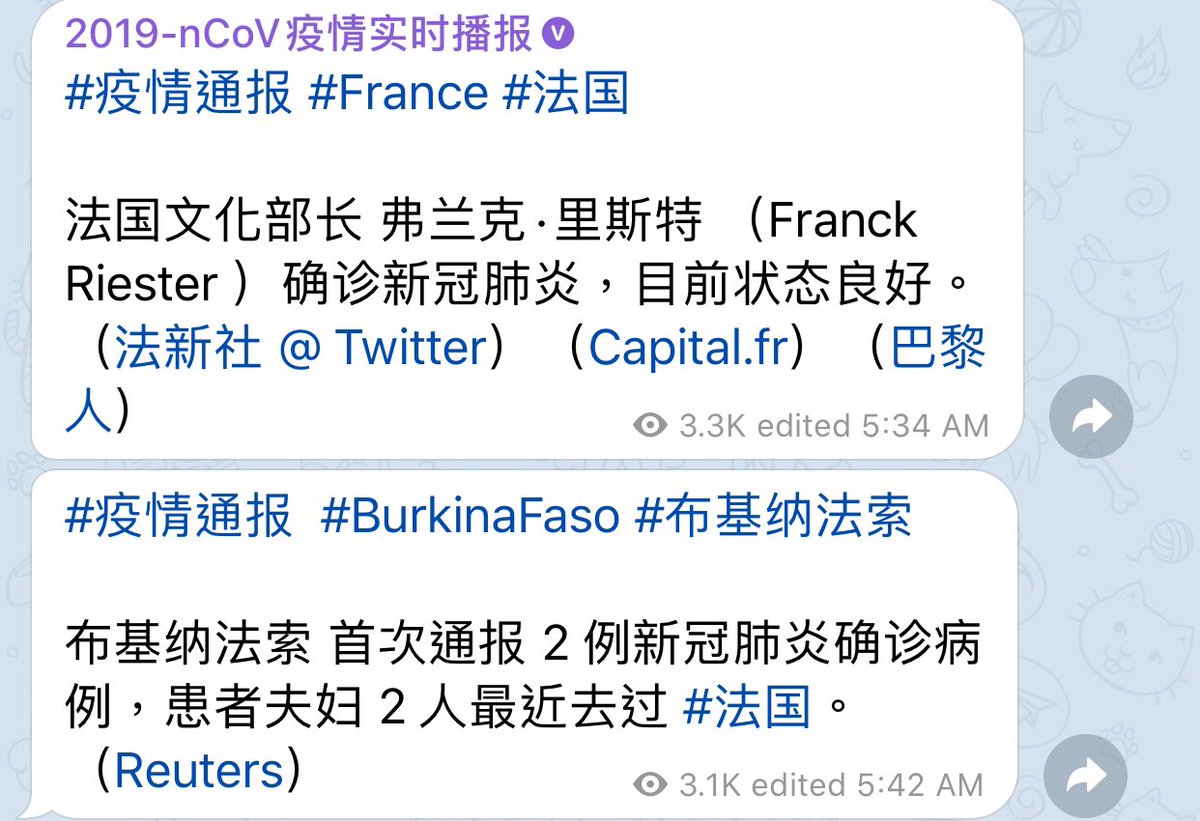 2019-nCoV疫情实时播报
#疫情通报 #France #法国
法国文化部长 弗兰克·里斯特 （Franck
Riester ）确诊新冠肺炎，目前状态良好。
（法新社 @ Twitter）（Capital.fr）（巴黎
人）
3.3K edited 5:34 AM
#疫情通报 #BurkinaFaso #布基纳法索
布基纳法索 首次通报 2 例新冠肺炎确诊病
例，患者夫妇 2 人最近去过 #法国。
（Reuters）
3.1K edited 5:42 AM